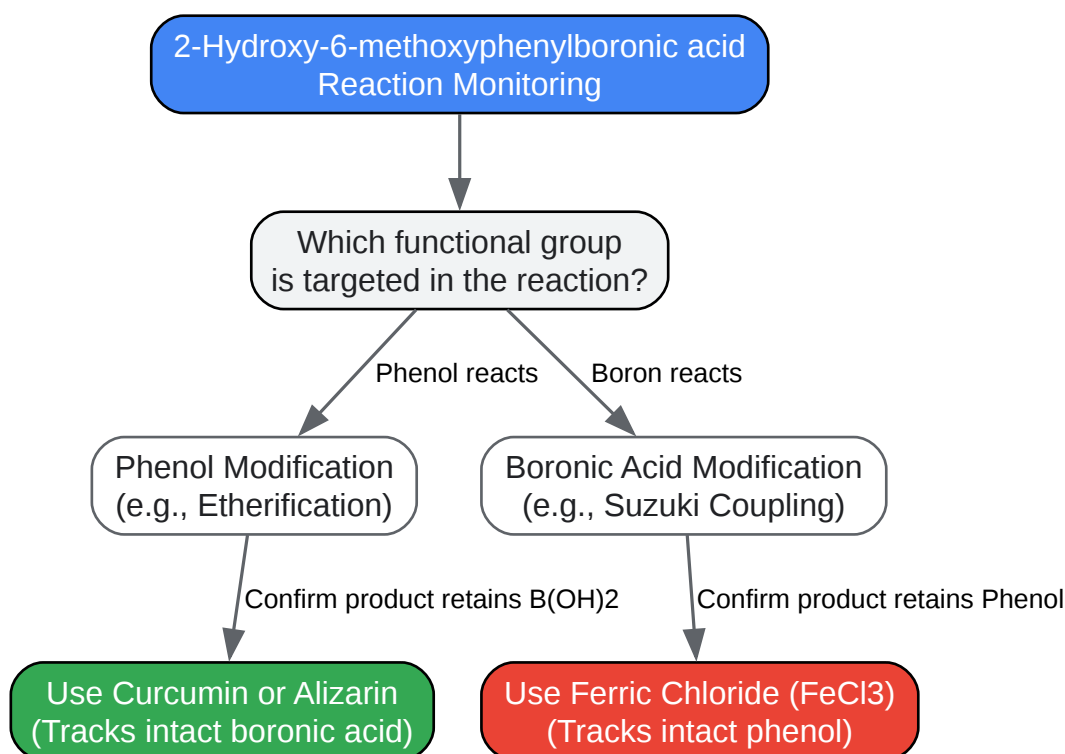 2-Hydroxy-6-methoxyphenylboronic acid
Reaction Monitoring
Which functional group
is targeted in the reaction?
Phenol reacts
Boron reacts
Phenol Modification
(e.g., Etherification)
Boronic Acid Modification
(e.g., Suzuki Coupling)
Confirm product retains B(OH)2
Confirm product retains Phenol
Use Curcumin or Alizarin
(Tracks intact boronic acid)
Use Ferric Chloride (FeCl3)
(Tracks intact phenol)